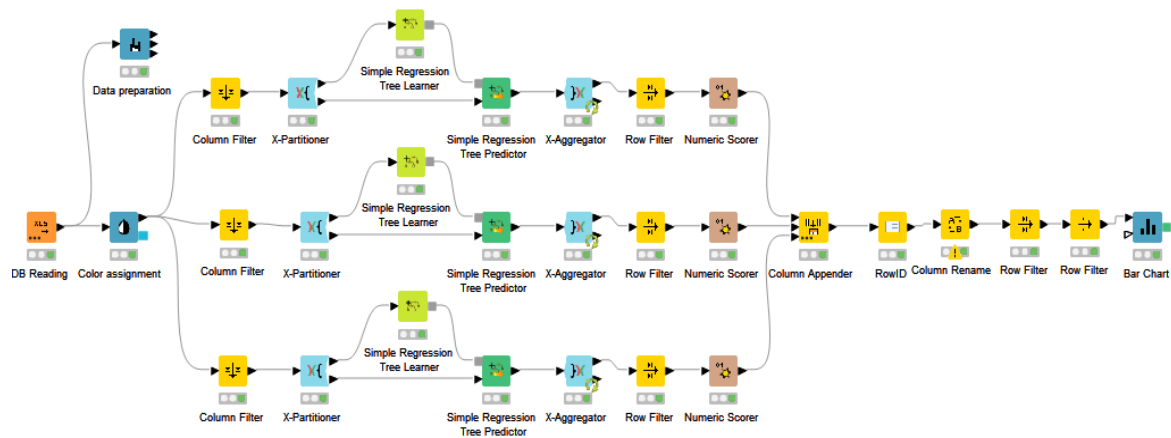 Simple Regression
Tree Learner
Data preparation
Column Filter
X-Partitioner
Simple Regression
Tree Predictor
X-Aggregator
Row Filter
Numeric Scorer
Simple Regression
Tree Learner
XLS
DB Reading
Color assignment
Column Filter
X-Partitioner
Simple Regression
Tree Predictor
X-Aggregator
Row Filter
Numeric Scorer
Column Appender
RowID
Column Rename
Row Filter
Row Filter
Bar Chart
Simple Regression
Tree Learner
Column Filter
X-Partitioner
Simple Regression
Tree Predictor
X-Aggregator
Row Filter
Numeric Scorer